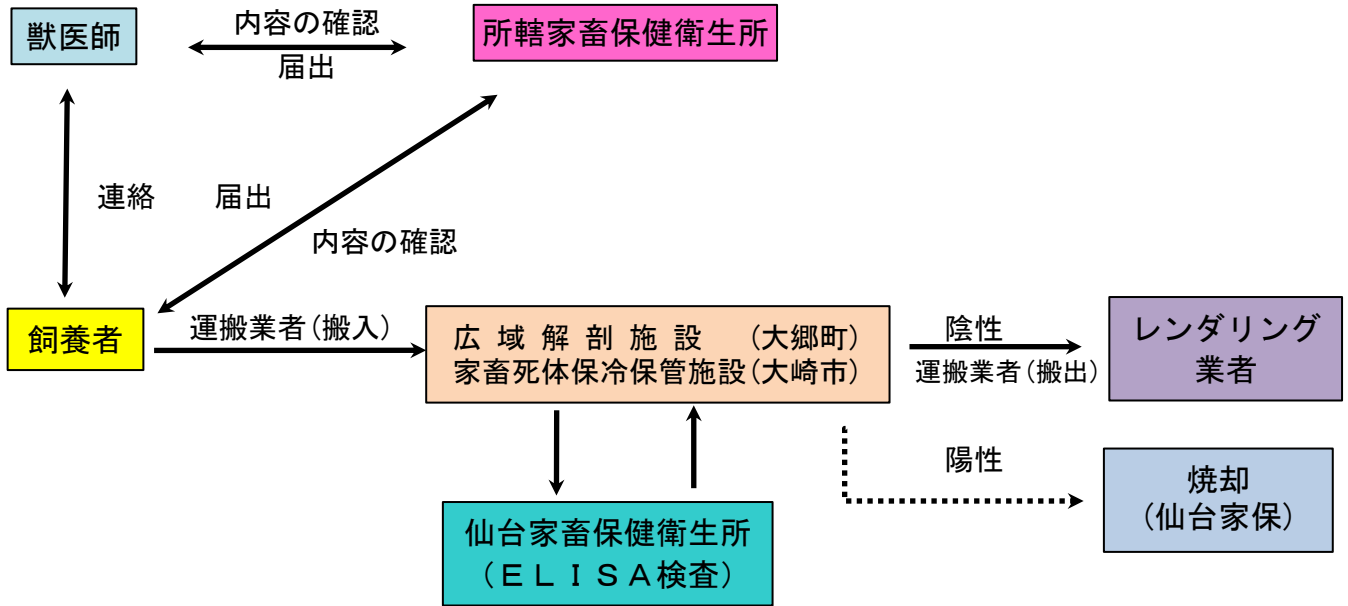 獣医師
内容の確認
届出
所轄家畜保健衛生所
連絡
届出
内容の確認
飼養者
運搬業者(搬入)
広域解剖施設 (大郷町)
家畜死体保冷保管施設(大崎市)
陰性
運搬業者(搬出)
レンダリング
業者
陽性
焼却
(仙台家保)
仙台家畜保健衛生所
(ELISA検査)